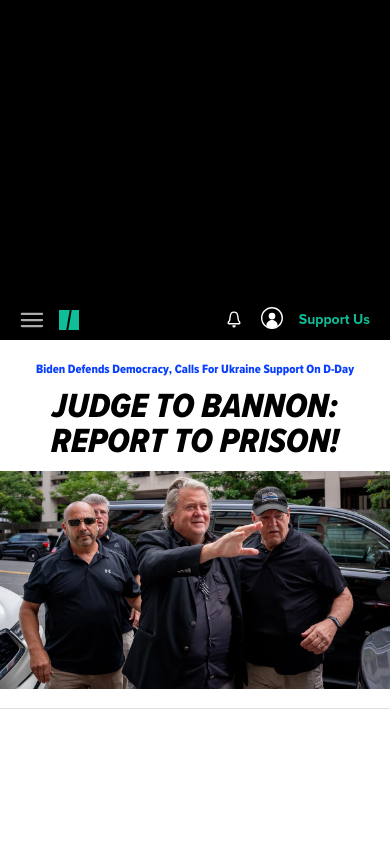 Support Us
Biden Defends Democracy, Calls For Ukraine Support On D-Day
JUDGE TO BANNON:
REPORT TO PRISON!